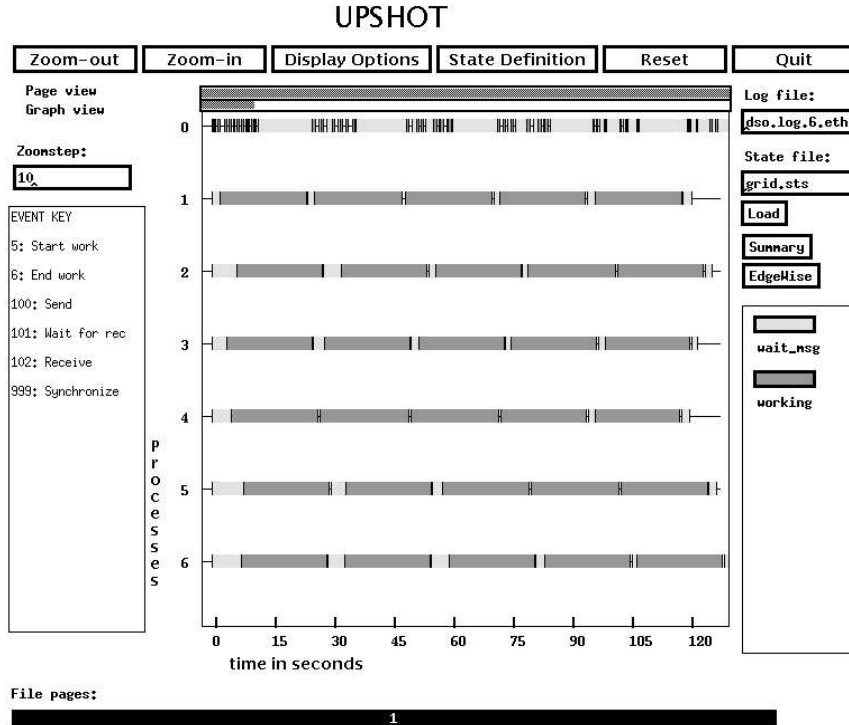 UPSHOT
Zoom-out Zoom-in Display Options State Definition Reset Quit
Page view
Graph view
Zoomstep:
10
EVENT KEY
5: Start work
6: End work
100: Send
101: Wait for rec
102: Receive
999: Synchronize
Processes
0
1
2
3
4
5
6
0 15 30 45 60 75 90 105 120
time in seconds
Log file:
dso.log.6.eth
State file:
grid.sts
Load
Summary
EdgeWise
wait_msg
working
File pages:
1